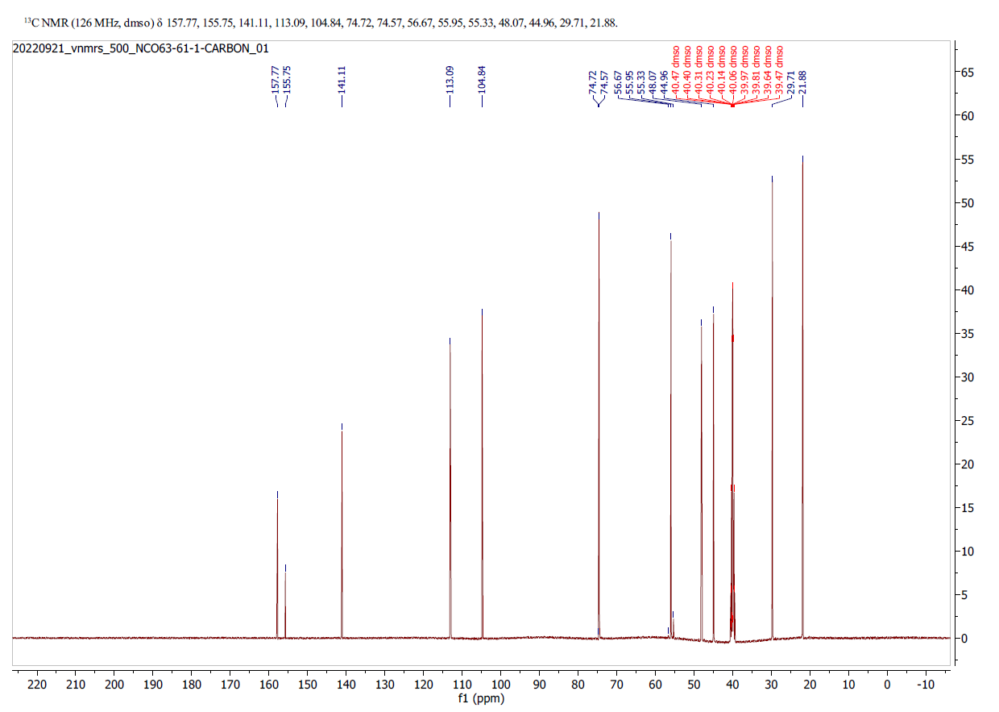 ¹³C NMR (126 MHz, dmso) δ 157.77, 155.75, 141.11, 113.09, 104.84, 74.72, 74.57, 56.67, 55.95, 55.33, 48.07, 44.96, 29.71, 21.88.
20220921_vnmrs_500_NCO63-61-1-CARBON_01
157.77
155.75
141.11
113.09
104.84
74.72
74.57
56.67
55.95
55.33
48.07
44.96
40.47 dmso
40.40 dmso
40.31 dmso
40.23 dmso
40.14 dmso
40.06 dmso
39.97 dmso
39.81 dmso
39.64 dmso
39.47 dmso
29.71
21.88
65
60
55
50
45
40
35
30
25
20
15
10
5
0
220 210 200 190 180 170 160 150 140 130 120 110 100 90 80 70 60 50 40 30 20 10 0 -10
f1 (ppm)